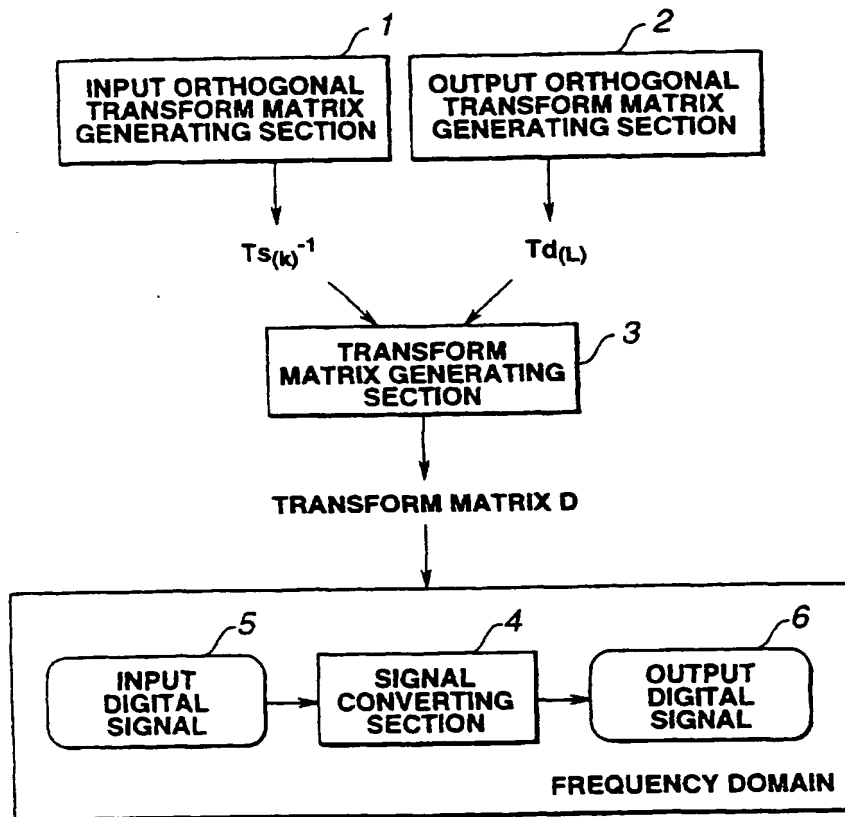 1
2
INPUT ORTHOGONAL
TRANSFORM MATRIX
GENERATING SECTION
OUTPUT ORTHOGONAL
TRANSFORM MATRIX
GENERATING SECTION
Ts(k)-1
Td(L)
3
TRANSFORM
MATRIX GENERATING
SECTION
TRANSFORM MATRIX D
5
4
6
INPUT
DIGITAL
SIGNAL
SIGNAL
CONVERTING
SECTION
OUTPUT
DIGITAL
SIGNAL
FREQUENCY DOMAIN